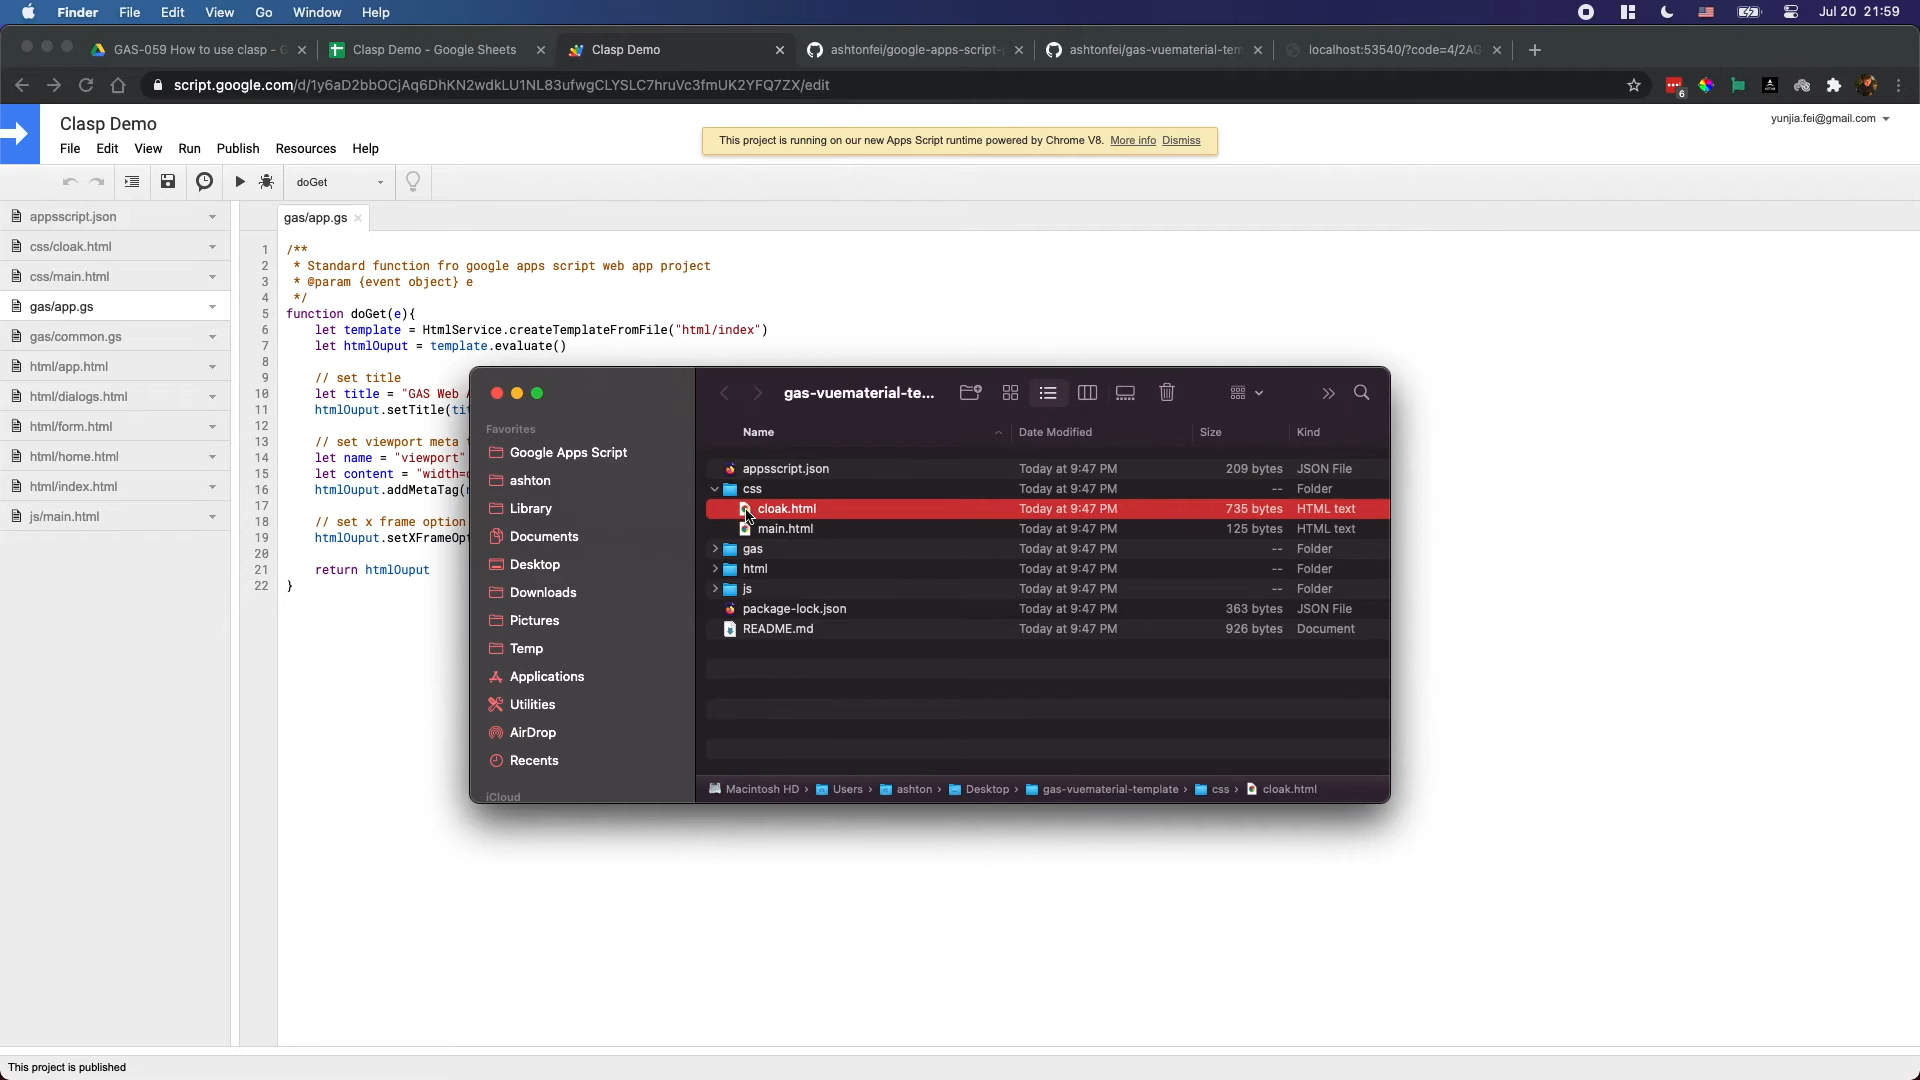 Finder File Edit View Go Window Help
Jul 20 21:59
GAS-059 How to use clasp - G
Clasp Demo - Google Sheets
Clasp Demo
ashtonfei/google-apps-script-
ashtonfei/gas-vuematerial-tem
localhost:53540/?code=4/2AG
script.google.com/d/1y6aD2bbOCjAq6DhKN2wdkLU1NL83ufwgCLYSLC7hruVc3fmUK2YFQ7ZX/edit
6
Clasp Demo
yunjia.fei@gmail.com
This project is running on our new Apps Script runtime powered by Chrome V8. More info Dismiss
File Edit View Run Publish Resources Help
doGet
appsscript.json
css/cloak.html
css/main.html
gas/app.gs
gas/common.gs
html/app.html
html/dialogs.html
html/form.html
html/home.html
html/index.html
js/main.html
gas/app.gs
1 /**
2 * Standard function fro google apps script web app project
3 * @param {event object} e
4 */
5 function doGet(e){
6 let template = HtmlService.createTemplateFromFile("html/index")
7 let htmlOuput = template.evaluate()
8
9 // set title
10 let title = "GAS Web
11 htmlOuput.setTitle(tit
12
13 // set viewport meta
14 let name = "viewport"
15 let content = "width=
16 htmlOuput.addMetaTag(
17
18 // set x frame option
19 htmlOuput.setXFrameOpt
20
21 return htmlOuput
22 }
Favorites
Google Apps Script
ashton
Library
Documents
Desktop
Downloads
Pictures
Temp
Applications
Utilities
AirDrop
Recents
iCloud
gas-vuematerial-te...
Name Date Modified Size Kind
appsscript.json Today at 9:47 PM 209 bytes JSON File
css Today at 9:47 PM -- Folder
cloak.html Today at 9:47 PM 735 bytes HTML text
main.html Today at 9:47 PM 125 bytes HTML text
gas Today at 9:47 PM -- Folder
html Today at 9:47 PM -- Folder
js Today at 9:47 PM -- Folder
package-lock.json Today at 9:47 PM 363 bytes JSON File
README.md Today at 9:47 PM 926 bytes Document
Macintosh HD › Users › ashton › Desktop › gas-vuematerial-template › css › cloak.html
This project is published